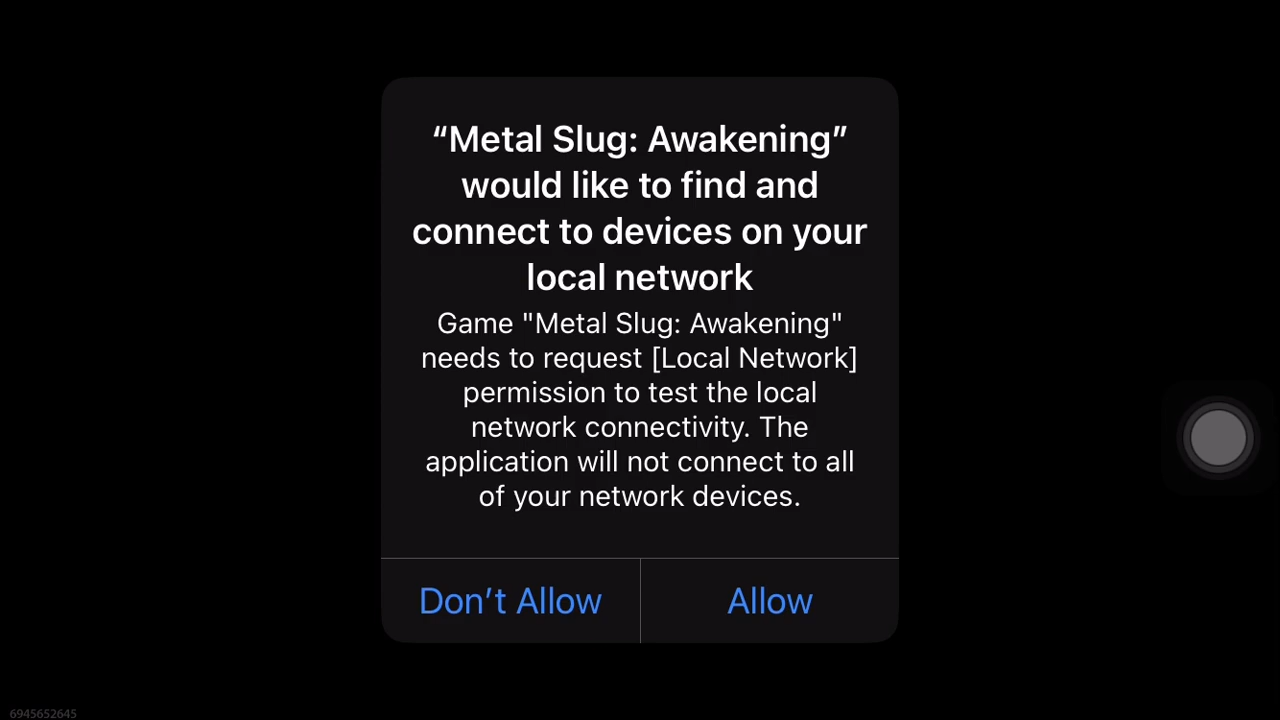 “Metal Slug: Awakening”
would like to find and
connect to devices on your
local network
Game "Metal Slug: Awakening"
needs to request [Local Network]
permission to test the local
network connectivity. The
application will not connect to all
of your network devices.
Don’t Allow
Allow
6945652645